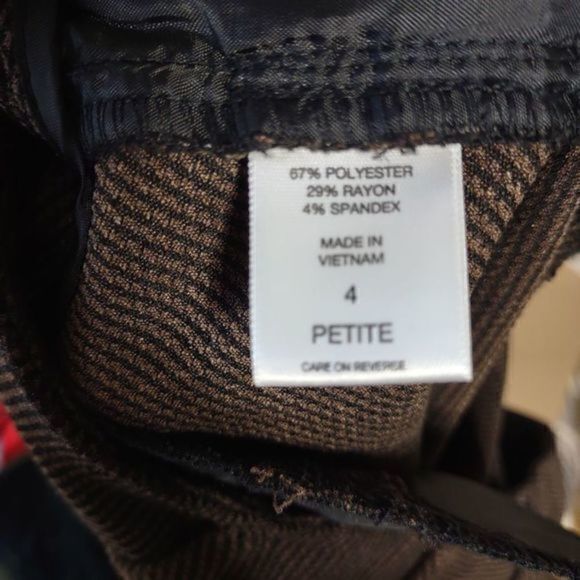 67% POLYESTER
29% RAYON
4% SPANDEX
MADE IN
VIETNAM
4
PETITE
CARE ON REVERSE